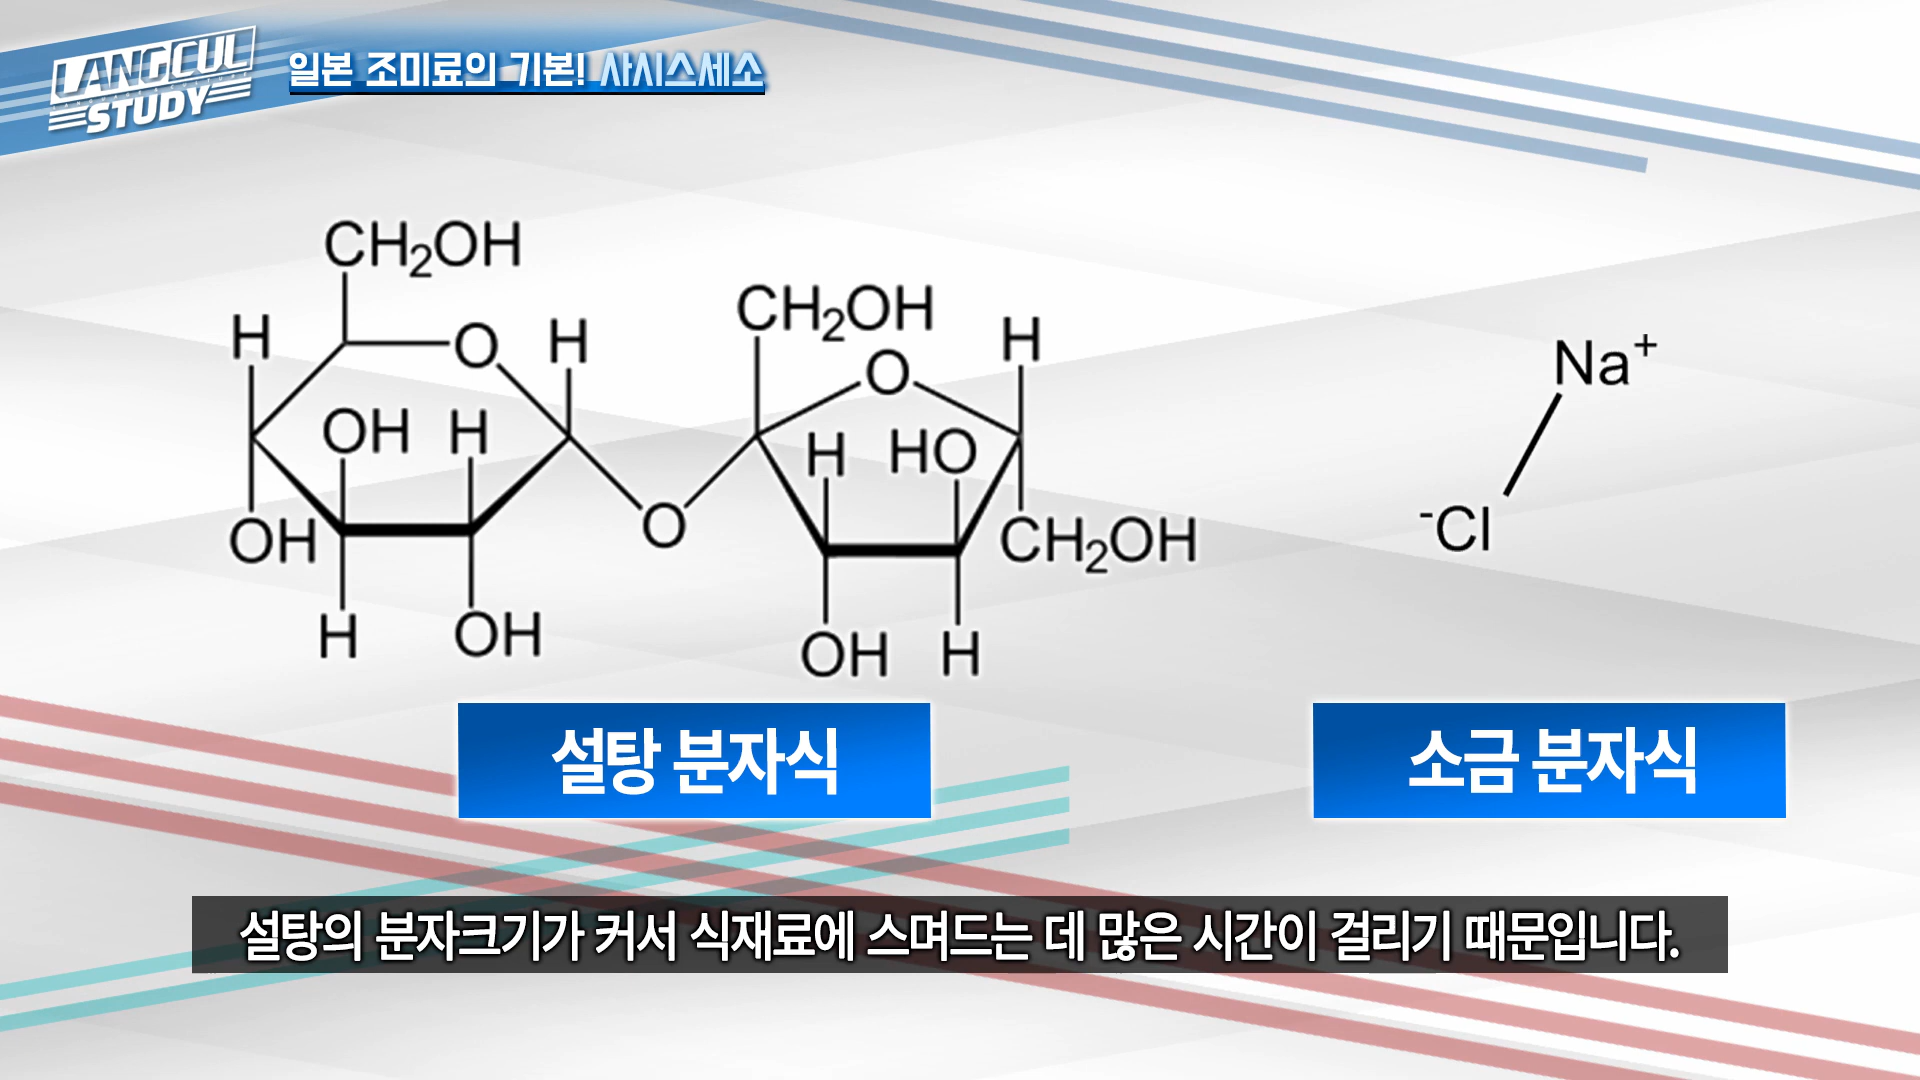 LANGCUL
LANGUAGE & CULTURE
STUDY
일본 조미료의 기본! 사시스세소
CH₂OH
H
O
H
OH
H
OH
H
OH
O
CH₂OH
O
H
H
HO
CH₂OH
OH
H
Na⁺
⁻Cl
설탕 분자식
소금 분자식
설탕의 분자크기가 커서 식재료에 스며드는 데 많은 시간이 걸리기 때문입니다.